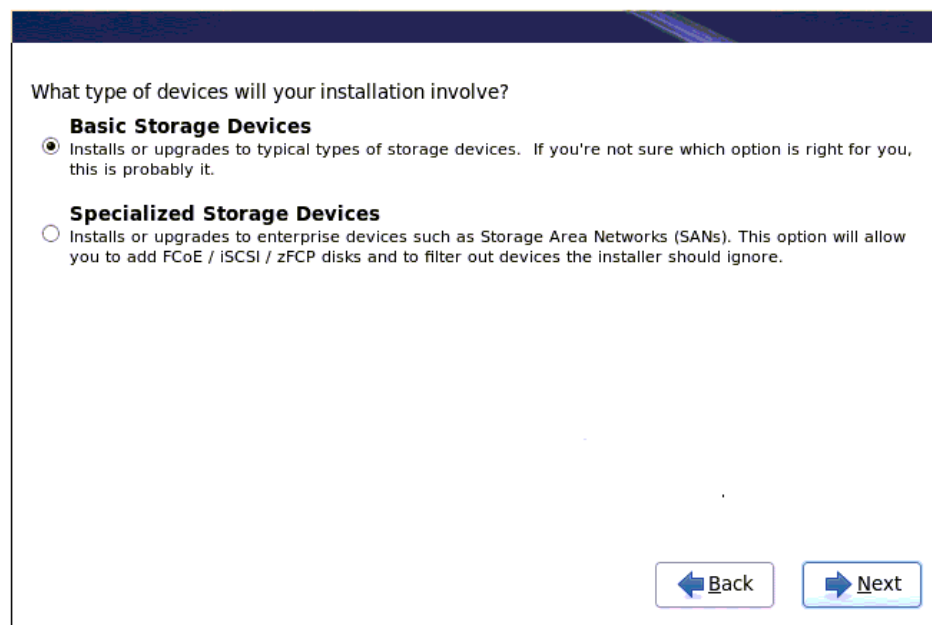 What type of devices will your installation involve?
Basic Storage Devices
Installs or upgrades to typical types of storage devices.  If you're not sure which option is right for you,
this is probably it.
Specialized Storage Devices
Installs or upgrades to enterprise devices such as Storage Area Networks (SANs). This option will allow
you to add FCoE / iSCSI / zFCP disks and to filter out devices the installer should ignore.
Back
Next